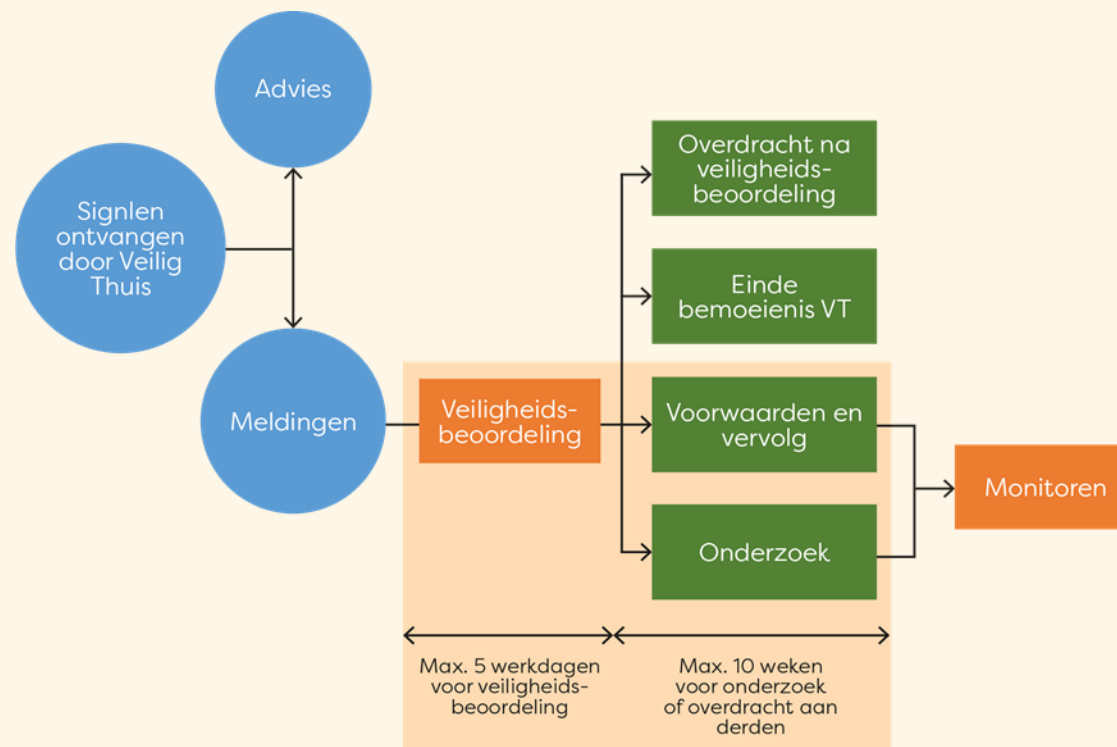 Advies
Signlen
ontvangen
door Veilig
Thuis
Meldingen
Veiligheids-
beoordeling
Overdracht na
veiligheids-
beoordeling
Einde
bemoeienis VT
Voorwaarden en
vervolg
Onderzoek
Monitoren
Max. 5 werkdagen
voor veiligheids-
beoordeling
Max. 10 weken
voor onderzoek
of overdracht aan
derden